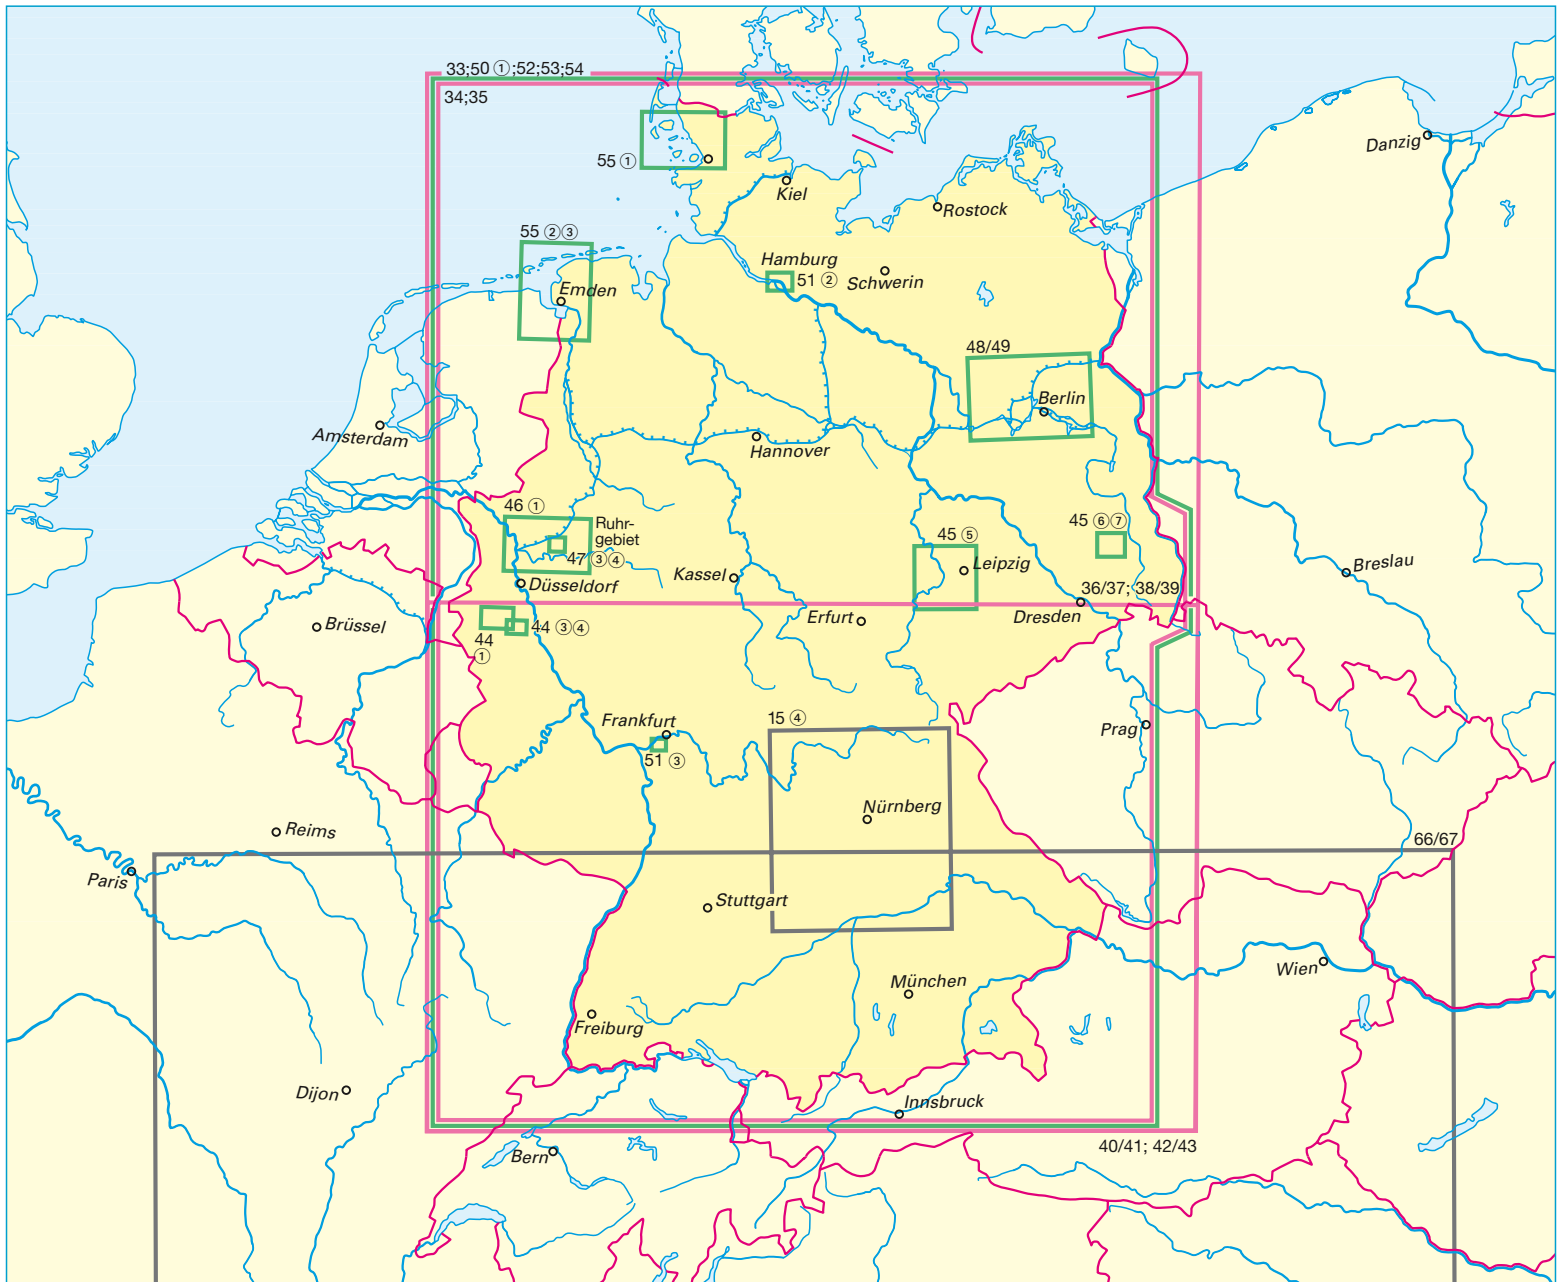 33;50 ①;52;53;54
34;35
Danzig
55 ①
Kiel
Rostock
55 ②③
Hamburg
51 ②
Schwerin
Emden
48/49
Berlin
Amsterdam
Hannover
46 ①
Ruhr-
gebiet
47 ③④
45 ⑥⑦
45 ⑤
Leipzig
Breslau
Kassel
Düsseldorf
36/37; 38/39
Erfurt
Dresden
Brüssel
44 ③④
44
①
Frankfurt
15 ④
Prag
51 ③
Nürnberg
Reims
66/67
Paris
Stuttgart
Wien
München
Freiburg
Dijon
Innsbruck
40/41; 42/43
Bern